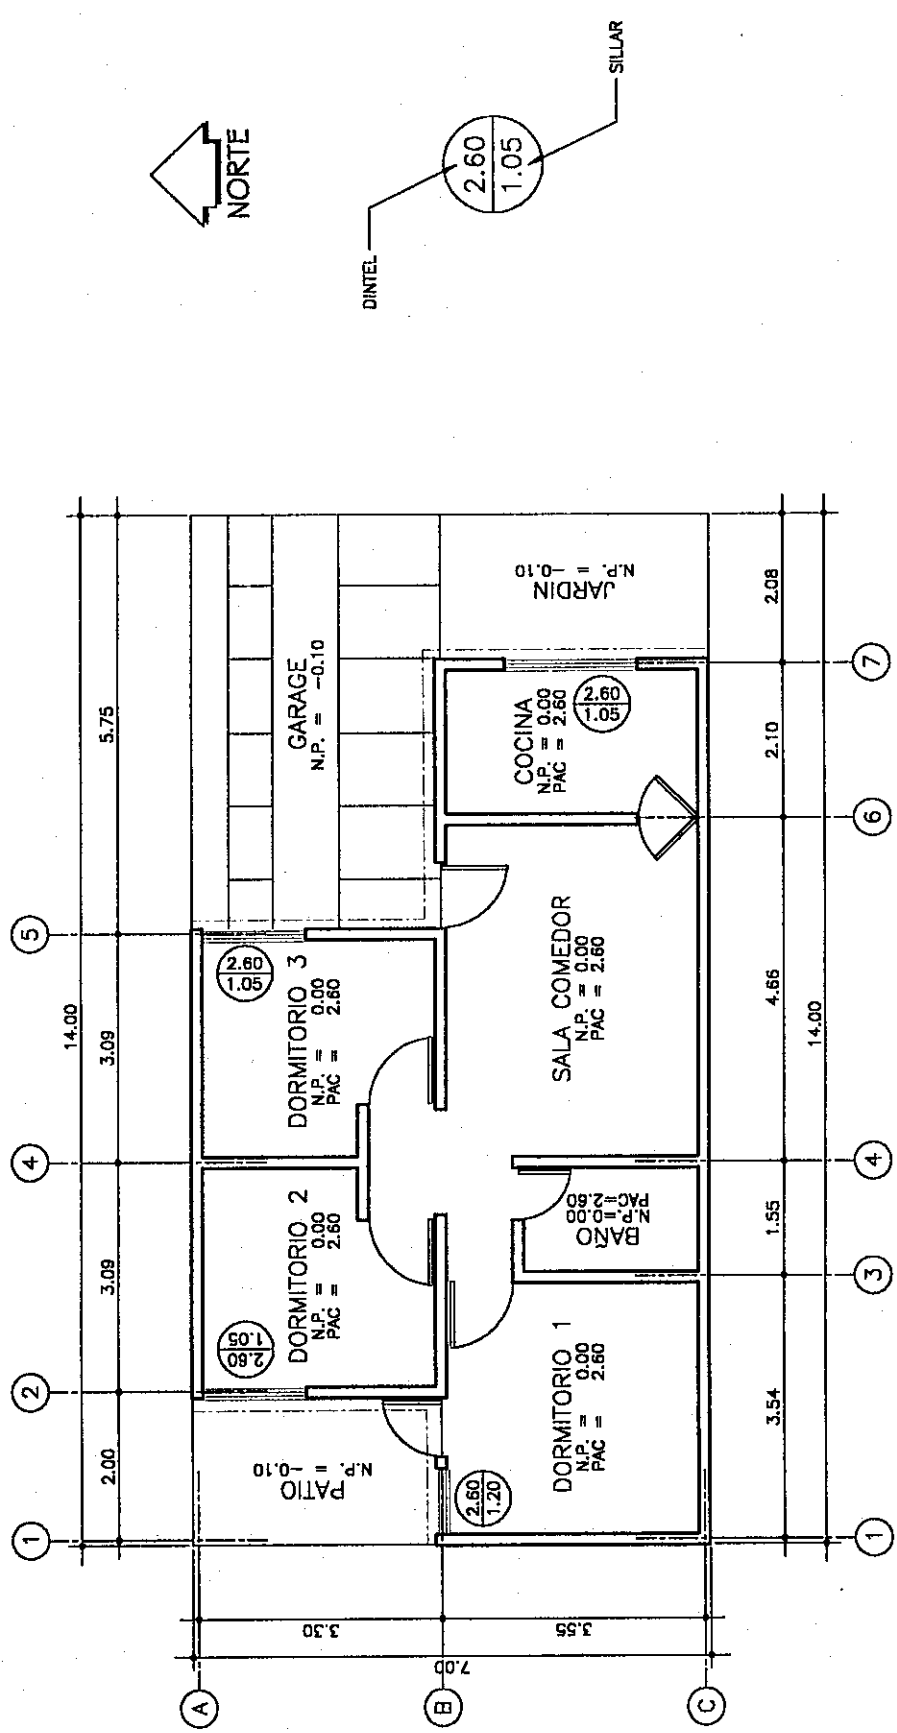 NORTE
DINTEL
2.60
1.05
SILLAR
14.00
5.75
3.09
3.09
2.00
5
4
2
1
GARAGE
N.P. = -0.10
JARDIN
N.P. = -0.10
COCINA
N.P. = 0.00
PAC = 2.60
2.60
1.05
DORMITORIO 3
N.P. = 0.00
PAC = 2.60
2.60
1.05
SALA COMEDOR
N.P. = 0.00
PAC = 2.60
DORMITORIO 2
N.P. = 0.00
PAC = 2.60
2.60
1.05
BAÑO
N.P.=0.00
PAC=2.60
DORMITORIO 1
N.P. = 0.00
PAC = 2.60
2.60
1.20
PATIO
N.P. = -0.10
2.08
2.10
4.66
1.55
3.54
14.00
7
6
4
3
1
3.30
3.55
7.00
A
B
C